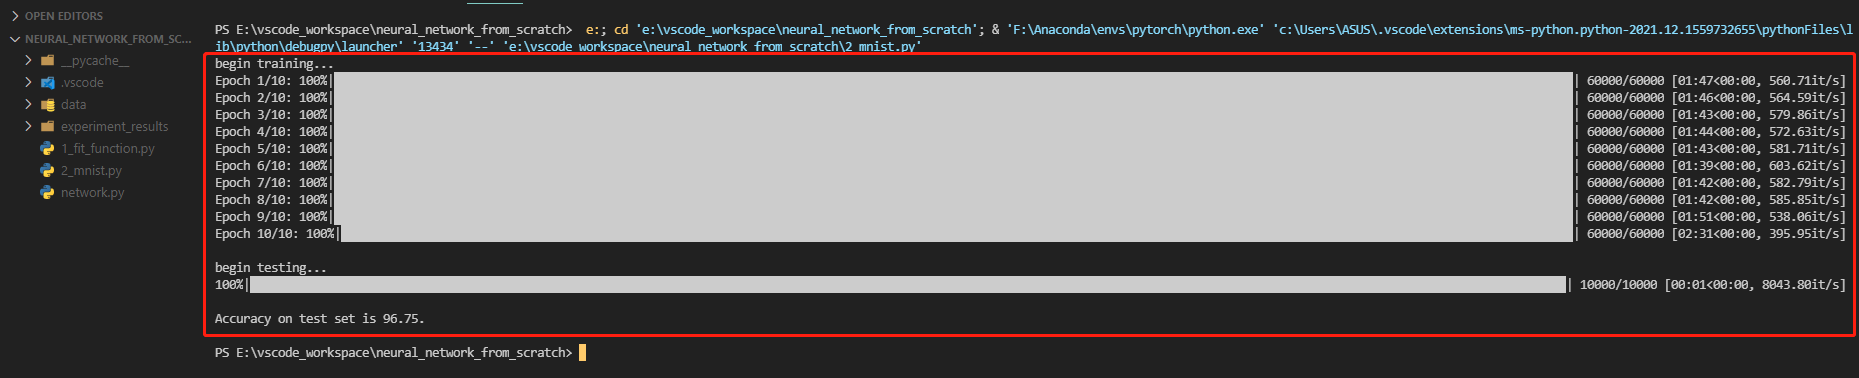 OPEN EDITORS
NEURAL_NETWORK_FROM_SC...
__pycache__
.vscode
data
experiment_results
1_fit_function.py
2_mnist.py
network.py
PS E:\vscode_workspace\neural_network_from_scratch>  e:; cd 'e:\vscode_workspace\neural_network_from_scratch'; & 'F:\Anaconda\envs\pytorch\python.exe' 'c:\Users\ASUS\.vscode\extensions\ms-python.python-2021.12.1559732655\pythonFiles\l
ib\python\debugpy\launcher' '13434' '--' 'e:\vscode_workspace\neural_network_from_scratch\2_mnist.py'
begin training...
Epoch 1/10: 100%| | 60000/60000 [01:47<00:00, 560.71it/s]
Epoch 2/10: 100%| | 60000/60000 [01:46<00:00, 564.59it/s]
Epoch 3/10: 100%| | 60000/60000 [01:43<00:00, 579.86it/s]
Epoch 4/10: 100%| | 60000/60000 [01:44<00:00, 572.63it/s]
Epoch 5/10: 100%| | 60000/60000 [01:43<00:00, 581.71it/s]
Epoch 6/10: 100%| | 60000/60000 [01:39<00:00, 603.62it/s]
Epoch 7/10: 100%| | 60000/60000 [01:42<00:00, 582.79it/s]
Epoch 8/10: 100%| | 60000/60000 [01:42<00:00, 585.85it/s]
Epoch 9/10: 100%| | 60000/60000 [01:51<00:00, 538.06it/s]
Epoch 10/10: 100%| | 60000/60000 [02:31<00:00, 395.95it/s]
begin testing...
100%| | 10000/10000 [00:01<00:00, 8043.80it/s]
Accuracy on test set is 96.75.
PS E:\vscode_workspace\neural_network_from_scratch>